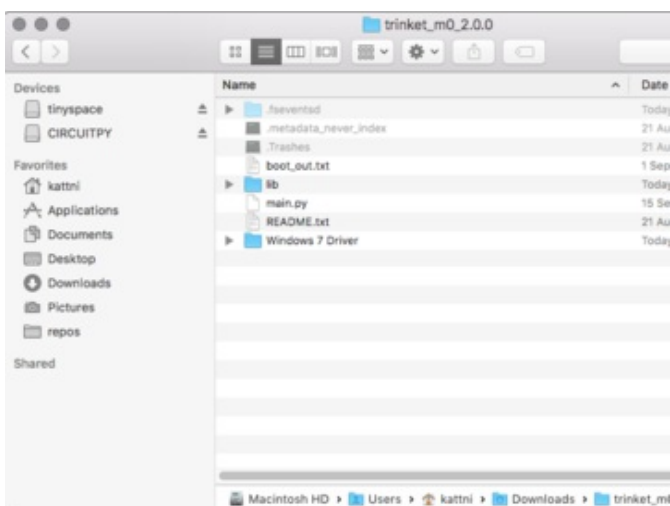 trinket_m0_2.0.0
Devices
tinyspace
CIRCUITPY
Favorites
kattni
Applications
Documents
Desktop
Downloads
Pictures
repos
Shared
Name Date
.fseventsd Today
.metadata_never_index 21 Au
.Trashes 21 Au
boot_out.txt 1 Sep
lib Today
main.py 15 Se
README.txt 21 Au
Windows 7 Driver Today
Macintosh HD Users kattni Downloads trinket_m